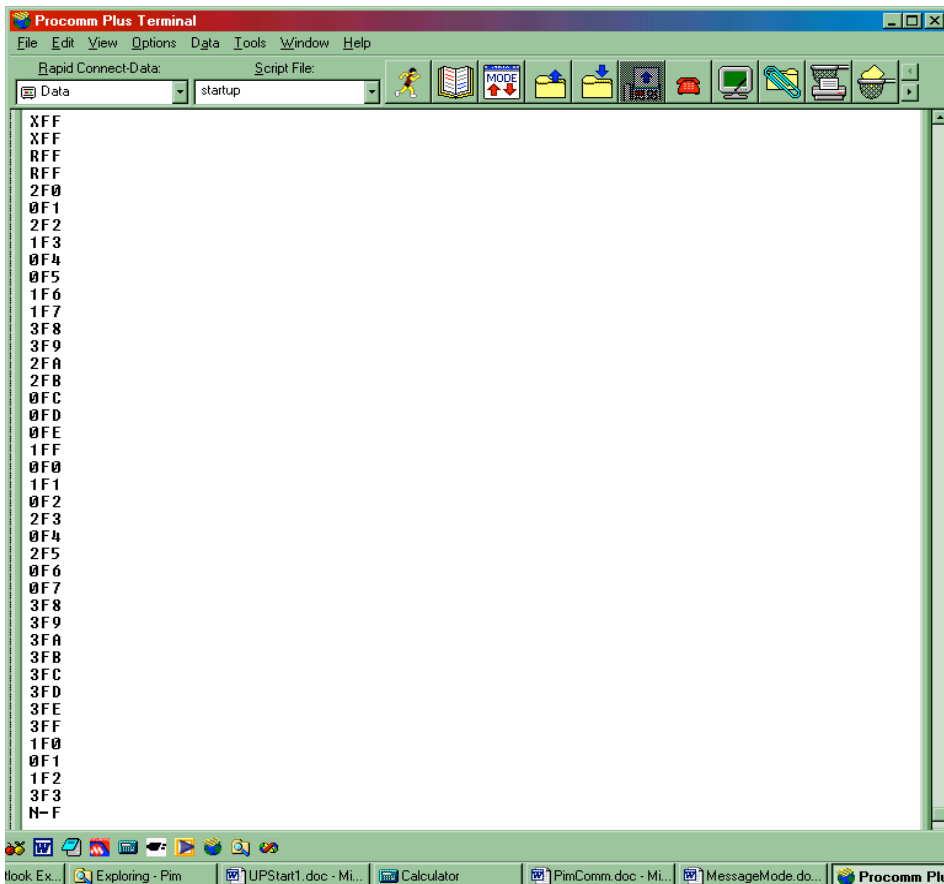 Procomm Plus Terminal
File Edit View Options Data Tools Window Help
Rapid Connect-Data: Script File:
Data startup
MODE
XFF
XFF
RFF
RFF
2F0
0F1
2F2
1F3
0F4
0F5
1F6
1F7
3F8
3F9
2FA
2FB
0FC
0FD
0FE
1FF
0F0
1F1
0F2
2F3
0F4
2F5
0F6
0F7
3F8
3F9
3FA
3FB
3FC
3FD
3FE
3FF
1F0
0F1
1F2
3F3
N-F
tlook Ex... Exploring - Pim UPStart1.doc - Mi... Calculator PimComm.doc - Mi... MessageMode.do... Procomm Plu